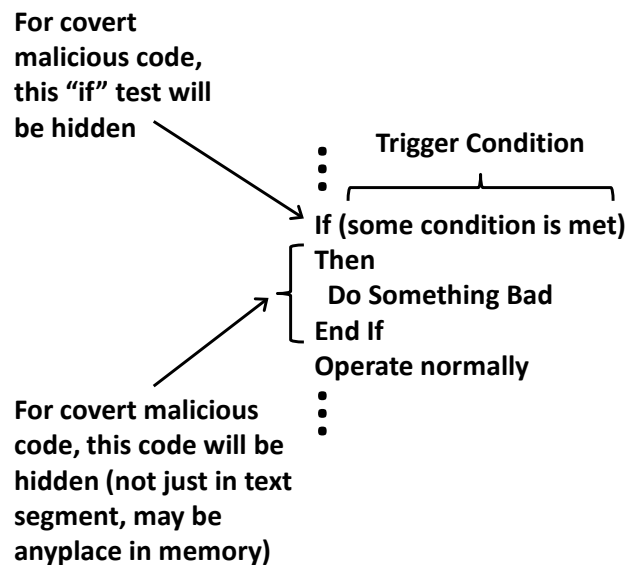 For covert
malicious code,
this “if” test will
be hidden
Trigger Condition
If (some condition is met)
Then
Do Something Bad
End If
Operate normally
For covert malicious
code, this code will be
hidden (not just in text
segment, may be
anyplace in memory)